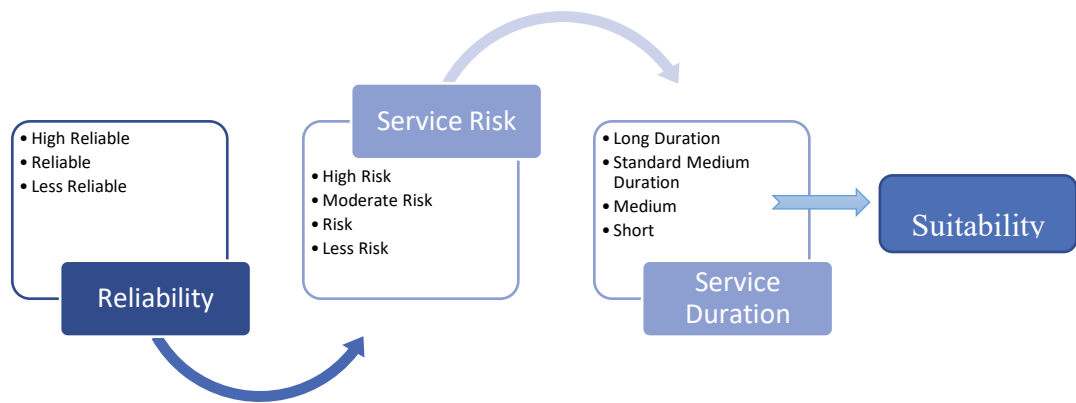 • High Reliable
• Reliable
• Less Reliable
Reliability
Service Risk
• High Risk
• Moderate Risk
• Risk
• Less Risk
• Long Duration
• Standard Medium
Duration
• Medium
• Short
Service
Duration
Suitability